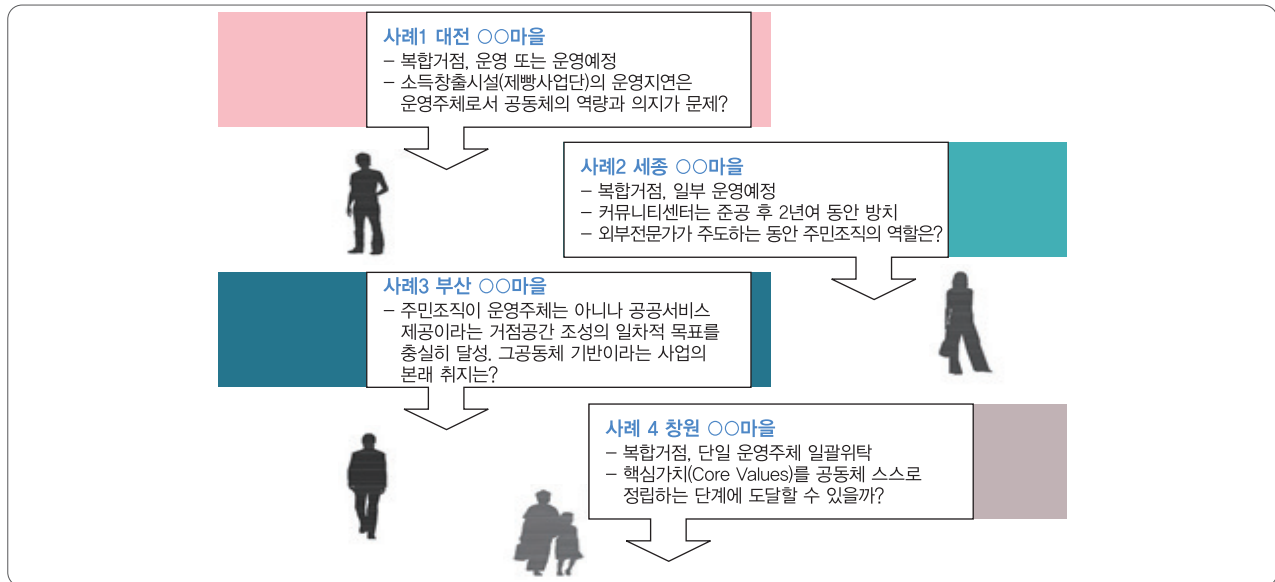 사례1 대전 ○○마을
– 복합거점, 운영 또는 운영예정
– 소득창출시설(제빵사업단)의 운영지연은
운영주체로서 공동체의 역량과 의지가 문제?
사례2 세종 ○○마을
– 복합거점, 일부 운영예정
– 커뮤니티센터는 준공 후 2년여 동안 방치
– 외부전문가가 주도하는 동안 주민조직의 역할은?
사례3 부산 ○○마을
– 주민조직이 운영주체는 아니나 공공서비스
제공이라는 거점공간 조성의 일차적 목표를
충실히 달성. 그공동체 기반이라는 사업의
본래 취지는?
사례 4 창원 ○○마을
– 복합거점, 단일 운영주체 일괄위탁
– 핵심가치(Core Values)를 공동체 스스로
정립하는 단계에 도달할 수 있을까?